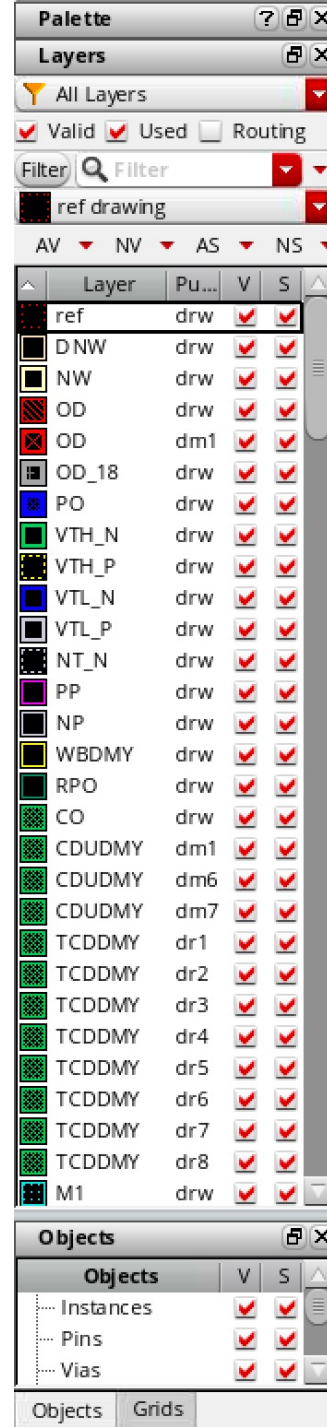 Palette
Layers
All Layers
Valid Used Routing
Filter Filter
ref drawing
AV NV AS NS
Layer Pu... V S
ref drw
DNW drw
NW drw
OD drw
OD dm1
OD_18 drw
PO drw
VTH_N drw
VTH_P drw
VTL_N drw
VTL_P drw
NT_N drw
PP drw
NP drw
WBDMY drw
RPO drw
CO drw
CDUDMY dm1
CDUDMY dm6
CDUDMY dm7
TCDDMY dr1
TCDDMY dr2
TCDDMY dr3
TCDDMY dr4
TCDDMY dr5
TCDDMY dr6
TCDDMY dr7
TCDDMY dr8
M1 drw
Objects
Objects V S
Instances
Pins
Vias
Objects Grids